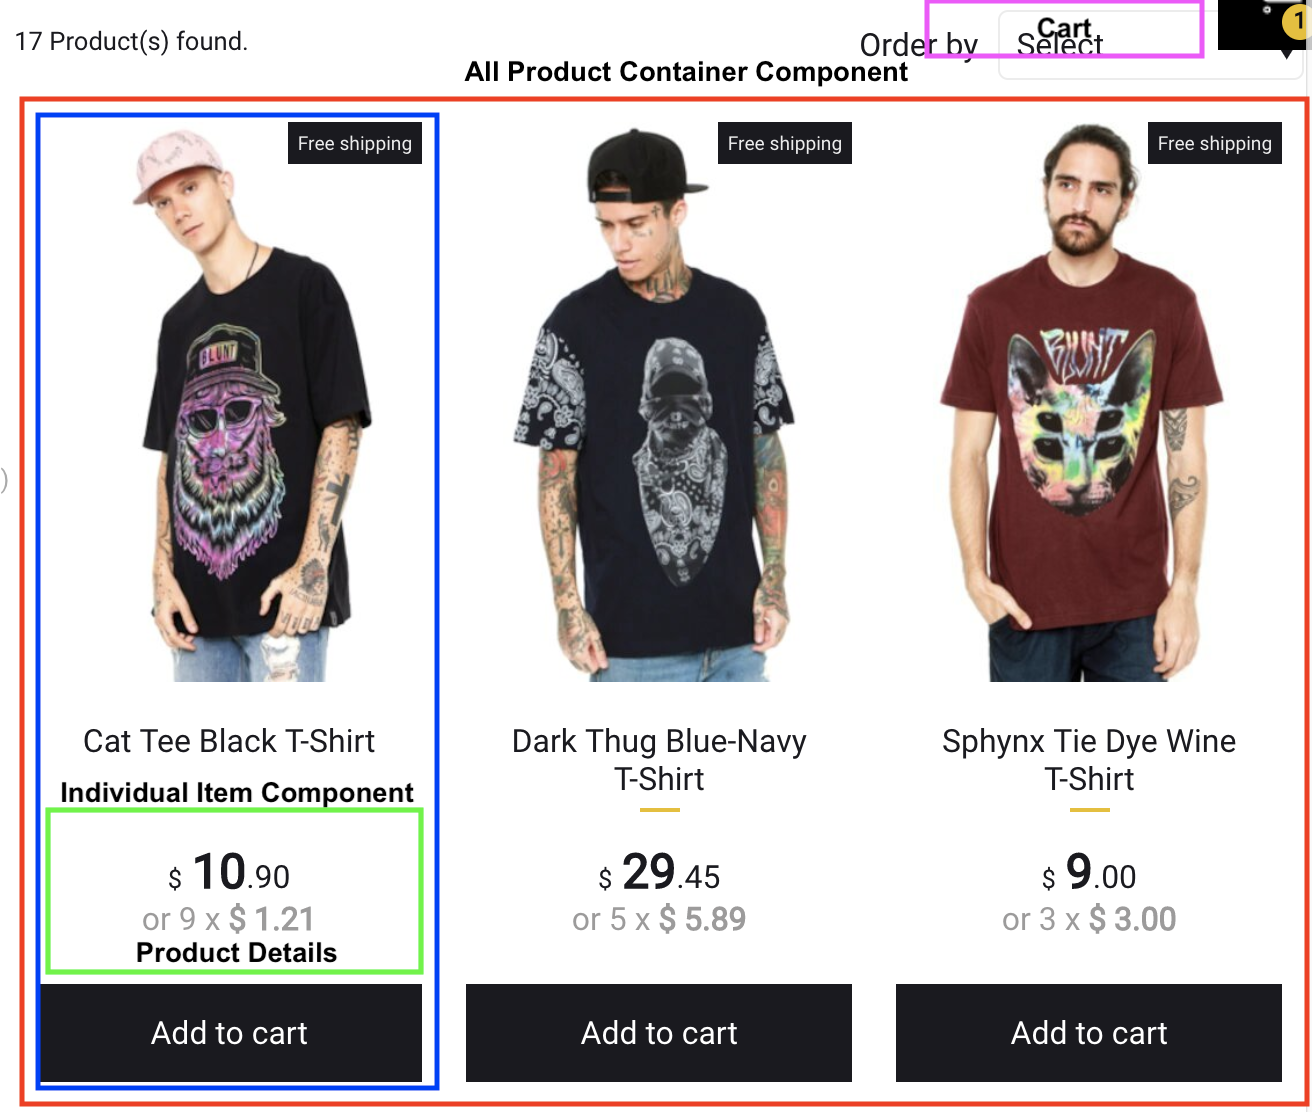 17 Product(s) found.
Order by
Select
Cart
1
All Product Container Component
Free shipping
Free shipping
Free shipping
BLUNT
BLUNT
)
Cat Tee Black T-Shirt
Dark Thug Blue-Navy
T-Shirt
Sphynx Tie Dye Wine
T-Shirt
Individual Item Component
$ 10.90
or 9 x $ 1.21
Product Details
$ 29.45
or 5 x $ 5.89
$ 9.00
or 3 x $ 3.00
Add to cart
Add to cart
Add to cart